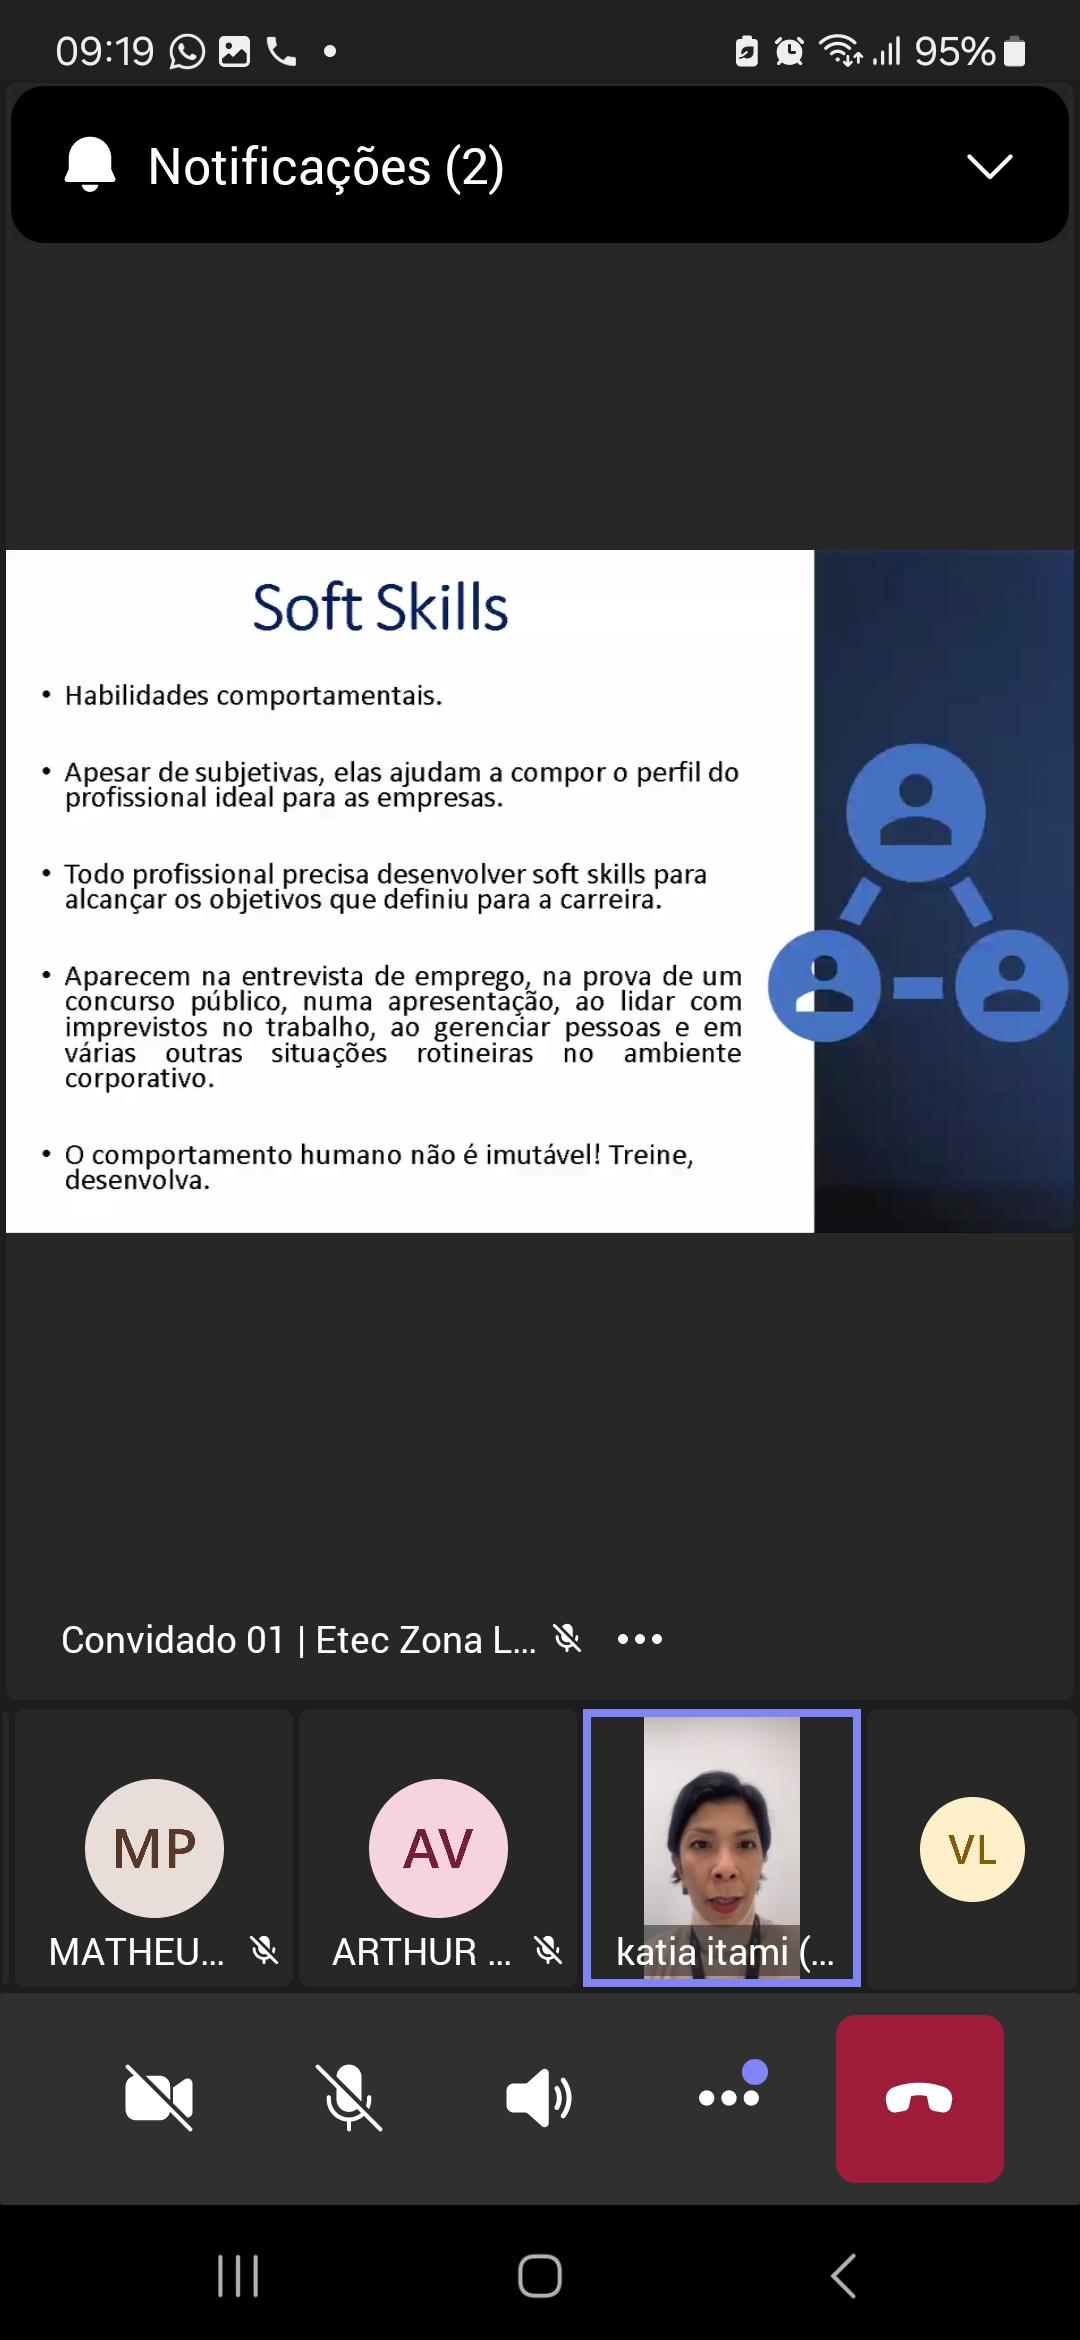 09:19
95%
Notificações (2)
Soft Skills
• Habilidades comportamentais.
• Apesar de subjetivas, elas ajudam a compor o perfil do
profissional ideal para as empresas.
• Todo profissional precisa desenvolver soft skills para
alcançar os objetivos que definiu para a carreira.
• Aparecem na entrevista de emprego, na prova de um
concurso público, numa apresentação, ao lidar com
imprevistos no trabalho, ao gerenciar pessoas e em
várias outras situações rotineiras no ambiente
corporativo.
• O comportamento humano não é imutável! Treine,
desenvolva.
Convidado 01 | Etec Zona L...
MP
AV
VL
MATHEU...
ARTHUR ...
katia itami (...